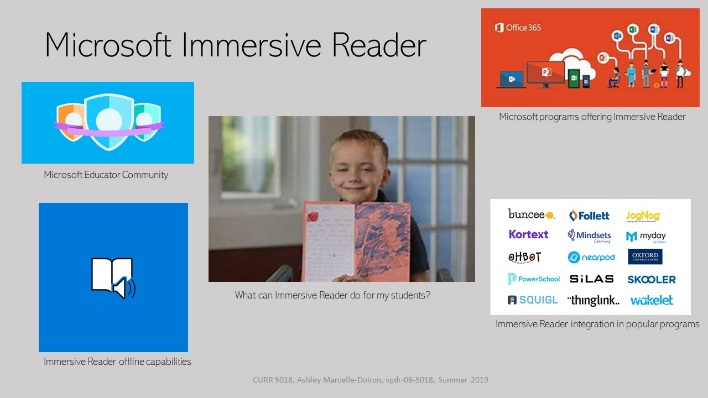 Microsoft Immersive Reader
Office 365
Microsoft programs offering Immersive Reader
Microsoft Educator Community
What can Immersive Reader do for my students?
buncee Follett JogNog
Kortext Mindsets Learning myday
OHBOT nearpod OXFORD
PowerSchool SiLAS SKOOLER
SQUIGL "thinglink.. wakelet
Immersive Reader integration in popular programs
Immersive Reader offline capabilities
CURR 5018, Ashley Marcelle-Doiron, vpdr-06-5018, Summer 2019